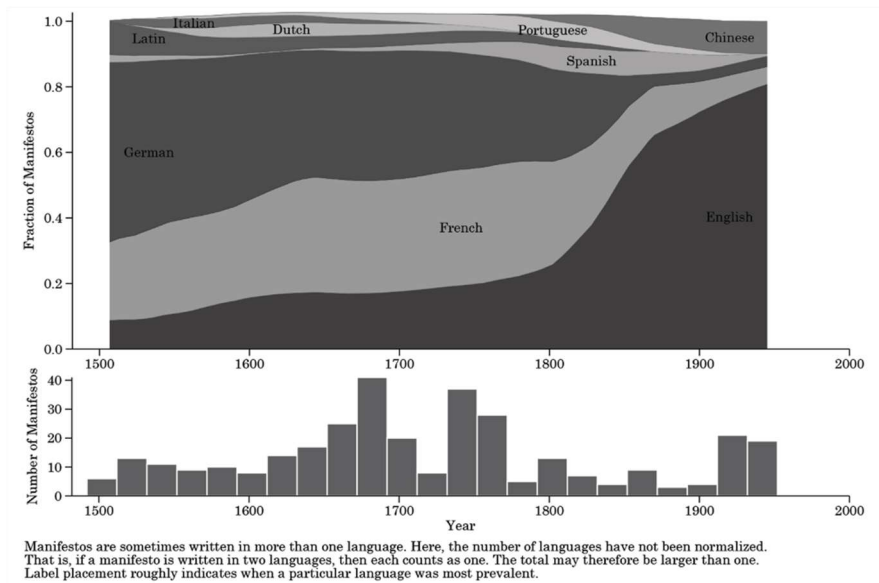 1.0
0.8
0.6
0.4
0.2
0.0
Fraction of Manifestos
Italian
Latin
Dutch
Portuguese
Chinese
Spanish
German
French
English
1500
1600
1700
1800
1900
2000
40
30
20
10
0
Number of Manifestos
1500
1600
1700
1800
1900
2000
Year
Manifestos are sometimes written in more than one language. Here, the number of languages have not been normalized.
That is, if a manifesto is written in two languages, then each counts as one. The total may therefore be larger than one.
Label placement roughly indicates when a particular language was most prevalent.